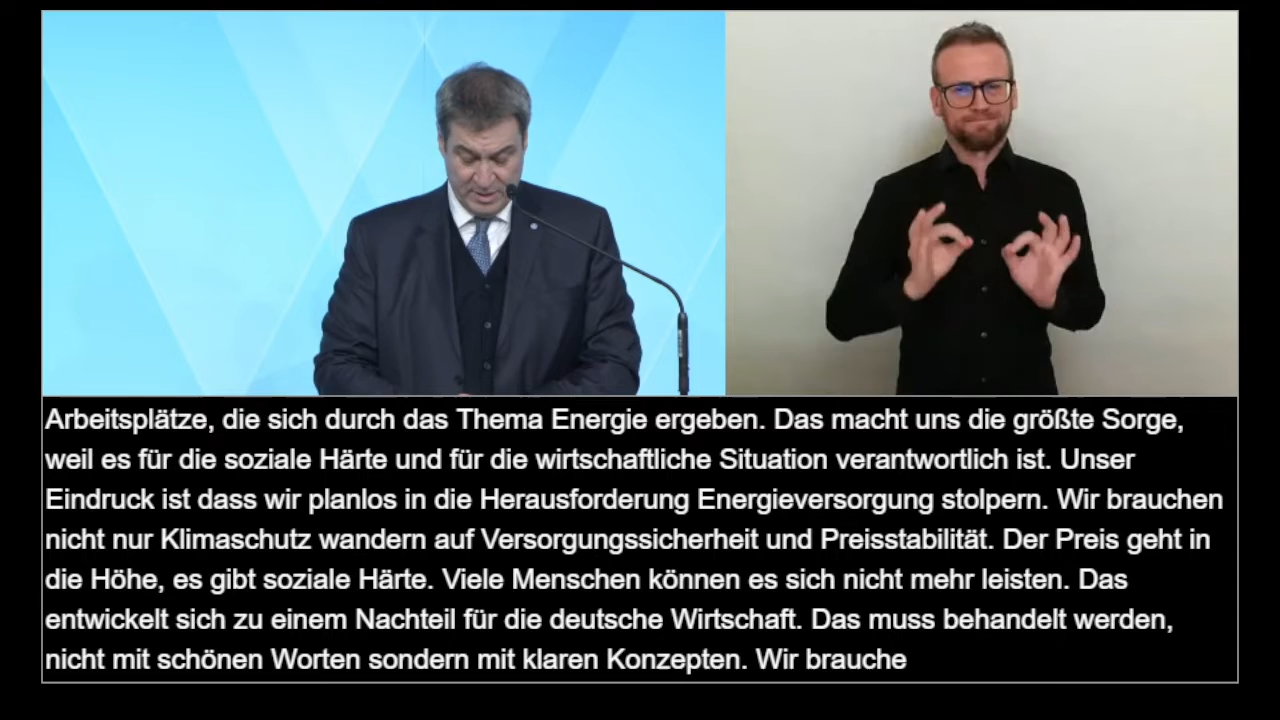 Arbeitsplätze, die sich durch das Thema Energie ergeben. Das macht uns die größte Sorge,
weil es für die soziale Härte und für die wirtschaftliche Situation verantwortlich ist. Unser
Eindruck ist dass wir planlos in die Herausforderung Energieversorgung stolpern. Wir brauchen
nicht nur Klimaschutz wandern auf Versorgungssicherheit und Preisstabilität. Der Preis geht in
die Höhe, es gibt soziale Härte. Viele Menschen können es sich nicht mehr leisten. Das
entwickelt sich zu einem Nachteil für die deutsche Wirtschaft. Das muss behandelt werden,
nicht mit schönen Worten sondern mit klaren Konzepten. Wir brauche